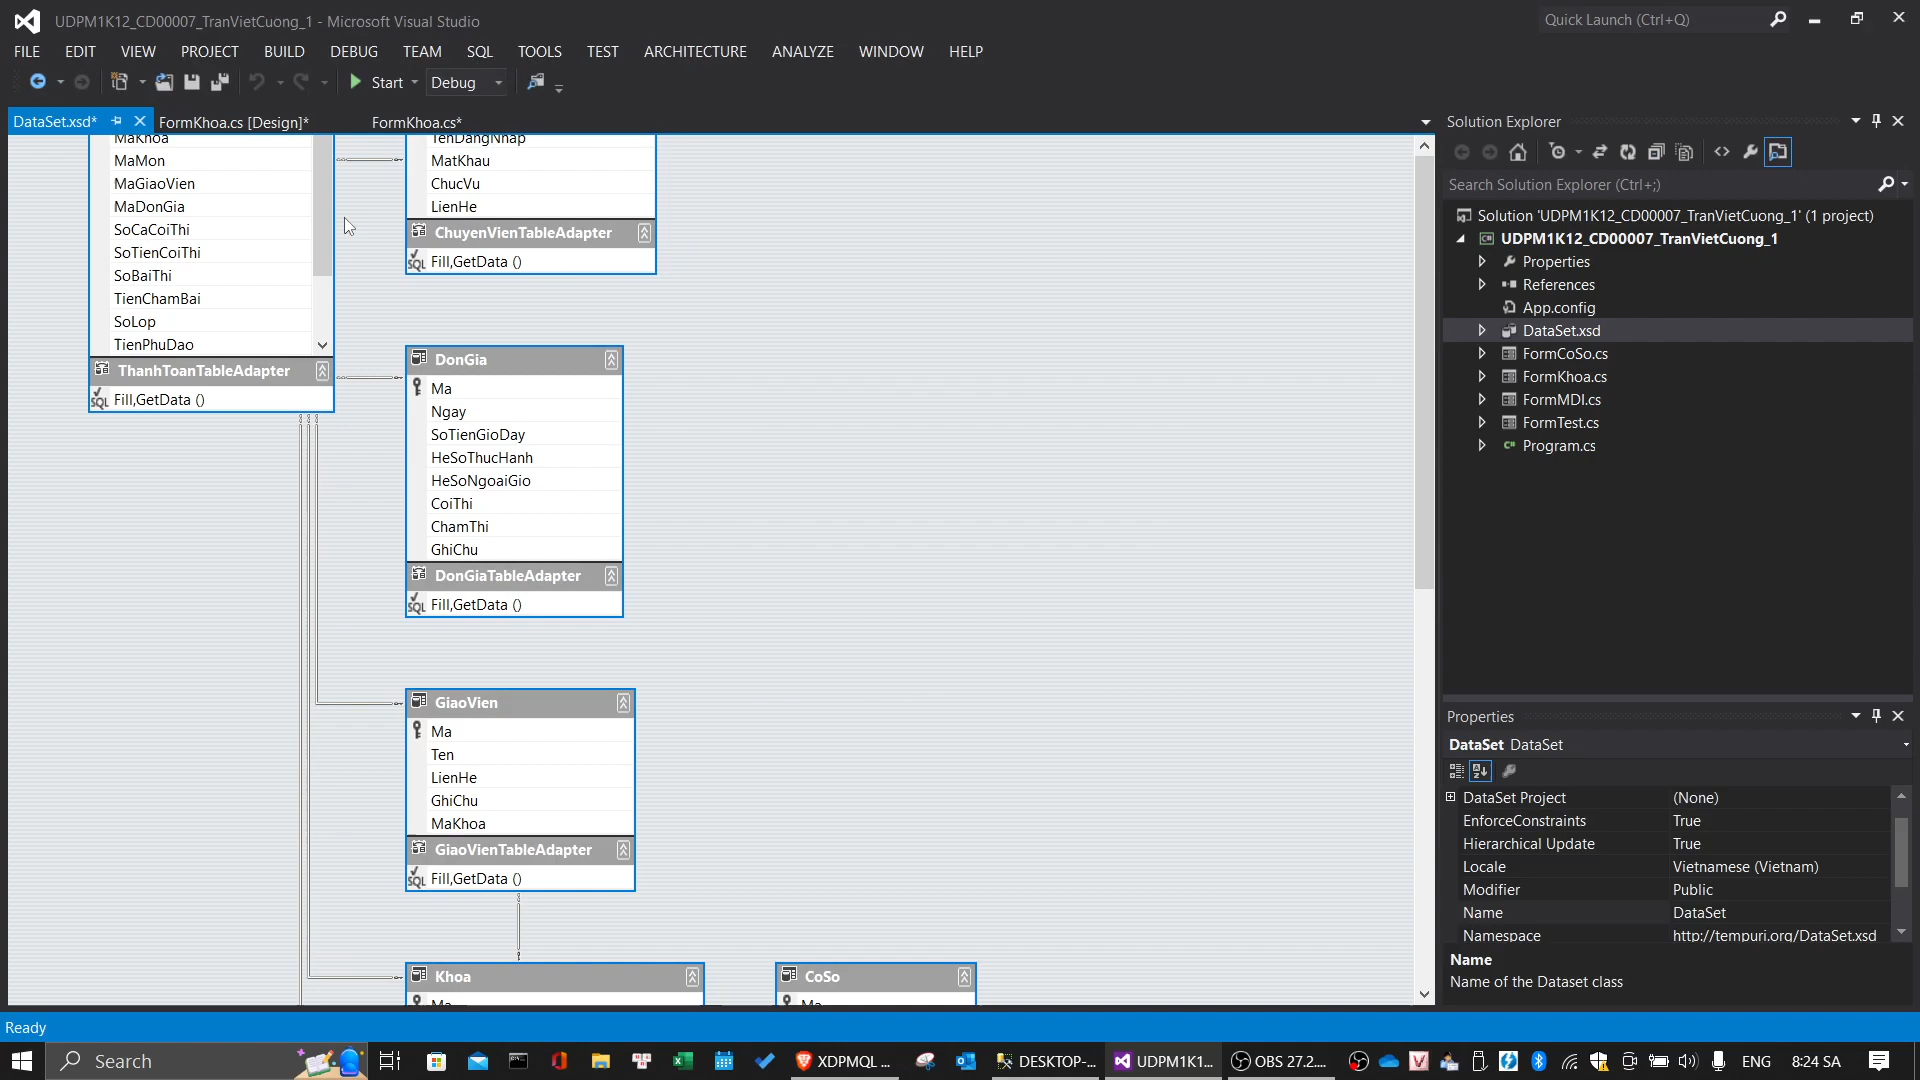 UDPM1K12_CD00007_TranVietCuong_1 - Microsoft Visual Studio
Quick Launch (Ctrl+Q)
FILE EDIT VIEW PROJECT BUILD DEBUG TEAM SQL TOOLS TEST ARCHITECTURE ANALYZE WINDOW HELP
Start Debug
DataSet.xsd* FormKhoa.cs [Design]* FormKhoa.cs*
MaKhoa
MaMon
MaGiaoVien
MaDonGia
SoCaCoiThi
SoTienCoiThi
SoBaiThi
TienChamBai
SoLop
TienPhuDao
ThanhToanTableAdapter
Fill,GetData ()
TenDangNhap
MatKhau
ChucVu
LienHe
ChuyenVienTableAdapter
Fill,GetData ()
DonGia
Ma
Ngay
SoTienGioDay
HeSoThucHanh
HeSoNgoaiGio
CoiThi
ChamThi
GhiChu
DonGiaTableAdapter
Fill,GetData ()
GiaoVien
Ma
Ten
LienHe
GhiChu
MaKhoa
GiaoVienTableAdapter
Fill,GetData ()
Khoa
Ma
CoSo
Ma
Solution Explorer
Search Solution Explorer (Ctrl+;)
Solution 'UDPM1K12_CD00007_TranVietCuong_1' (1 project)
UDPM1K12_CD00007_TranVietCuong_1
Properties
References
App.config
DataSet.xsd
FormCoSo.cs
FormKhoa.cs
FormMDI.cs
FormTest.cs
Program.cs
Properties
DataSet DataSet
DataSet Project (None)
EnforceConstraints True
Hierarchical Update True
Locale Vietnamese (Vietnam)
Modifier Public
Name DataSet
Namespace http://tempuri.org/DataSet.xsd
Name
Name of the Dataset class
Ready
Search
XDPMQL ...
DESKTOP-...
UDPM1K1...
OBS 27.2....
ENG
8:24 SA